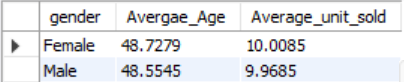 gender Avergae_Age Average_unit_sold
Female 48.7279 10.0085
Male 48.5545 9.9685